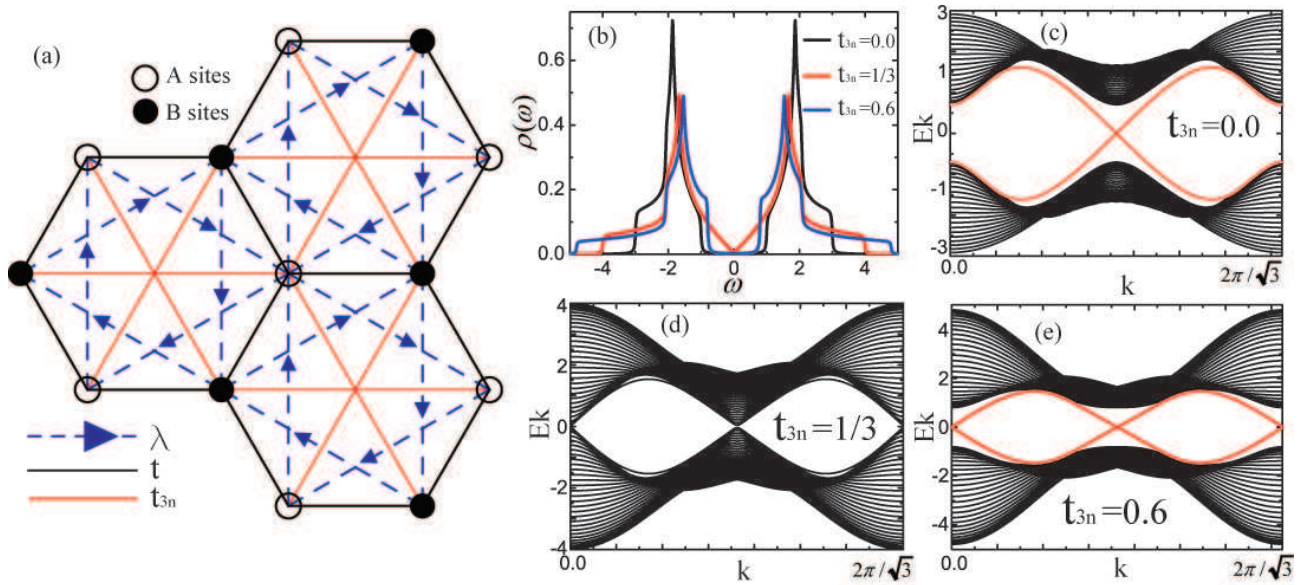 (a)
A sites
B sites
λ
t
t3n
(b)
ρ(ω)
0.6
0.4
0.2
0.0
-4
-2
0
2
4
ω
t3n=0.0
t3n=1/3
t3n=0.6
(c)
Ek
3
1
0
-1
-3
0.0
k
2π/√3
t3n=0.0
(d)
Ek
4
2
0
-2
-4
0.0
k
2π/√3
t3n=1/3
(e)
Ek
4
2
0
-2
-4
0.0
k
2π/√3
t3n=0.6